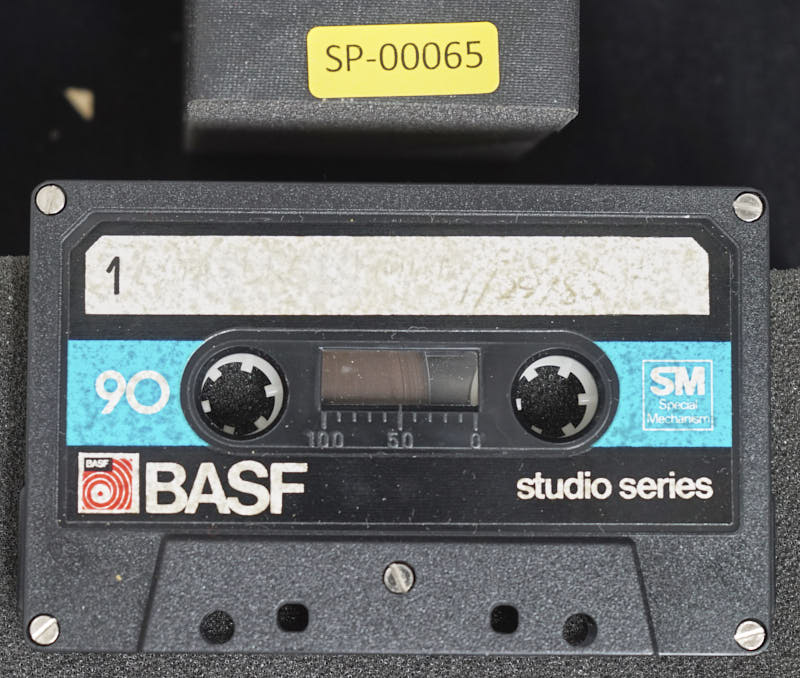 SP-00065
1
90
SM
Special
Mechanism
100 50 0
BASF
BASF
studio series